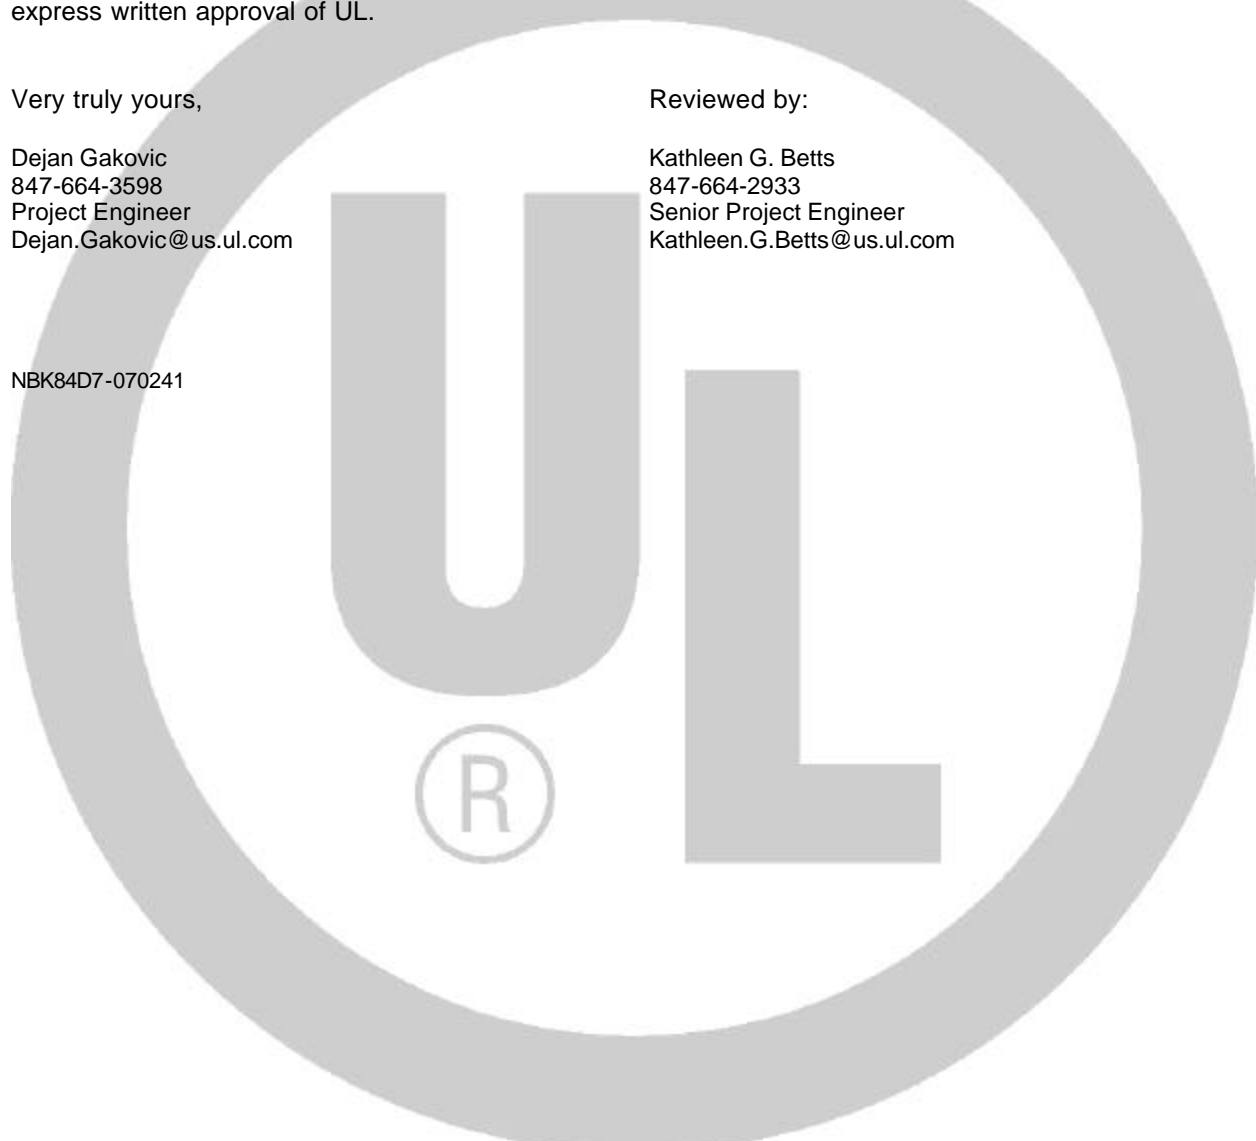 express written approval of UL.
Very truly yours,
Dejan Gakovic
847-664-3598
Project Engineer
Dejan.Gakovic@us.ul.com
Reviewed by:
Kathleen G. Betts
847-664-2933
Senior Project Engineer
Kathleen.G.Betts@us.ul.com
NBK84D7-070241
UL
®